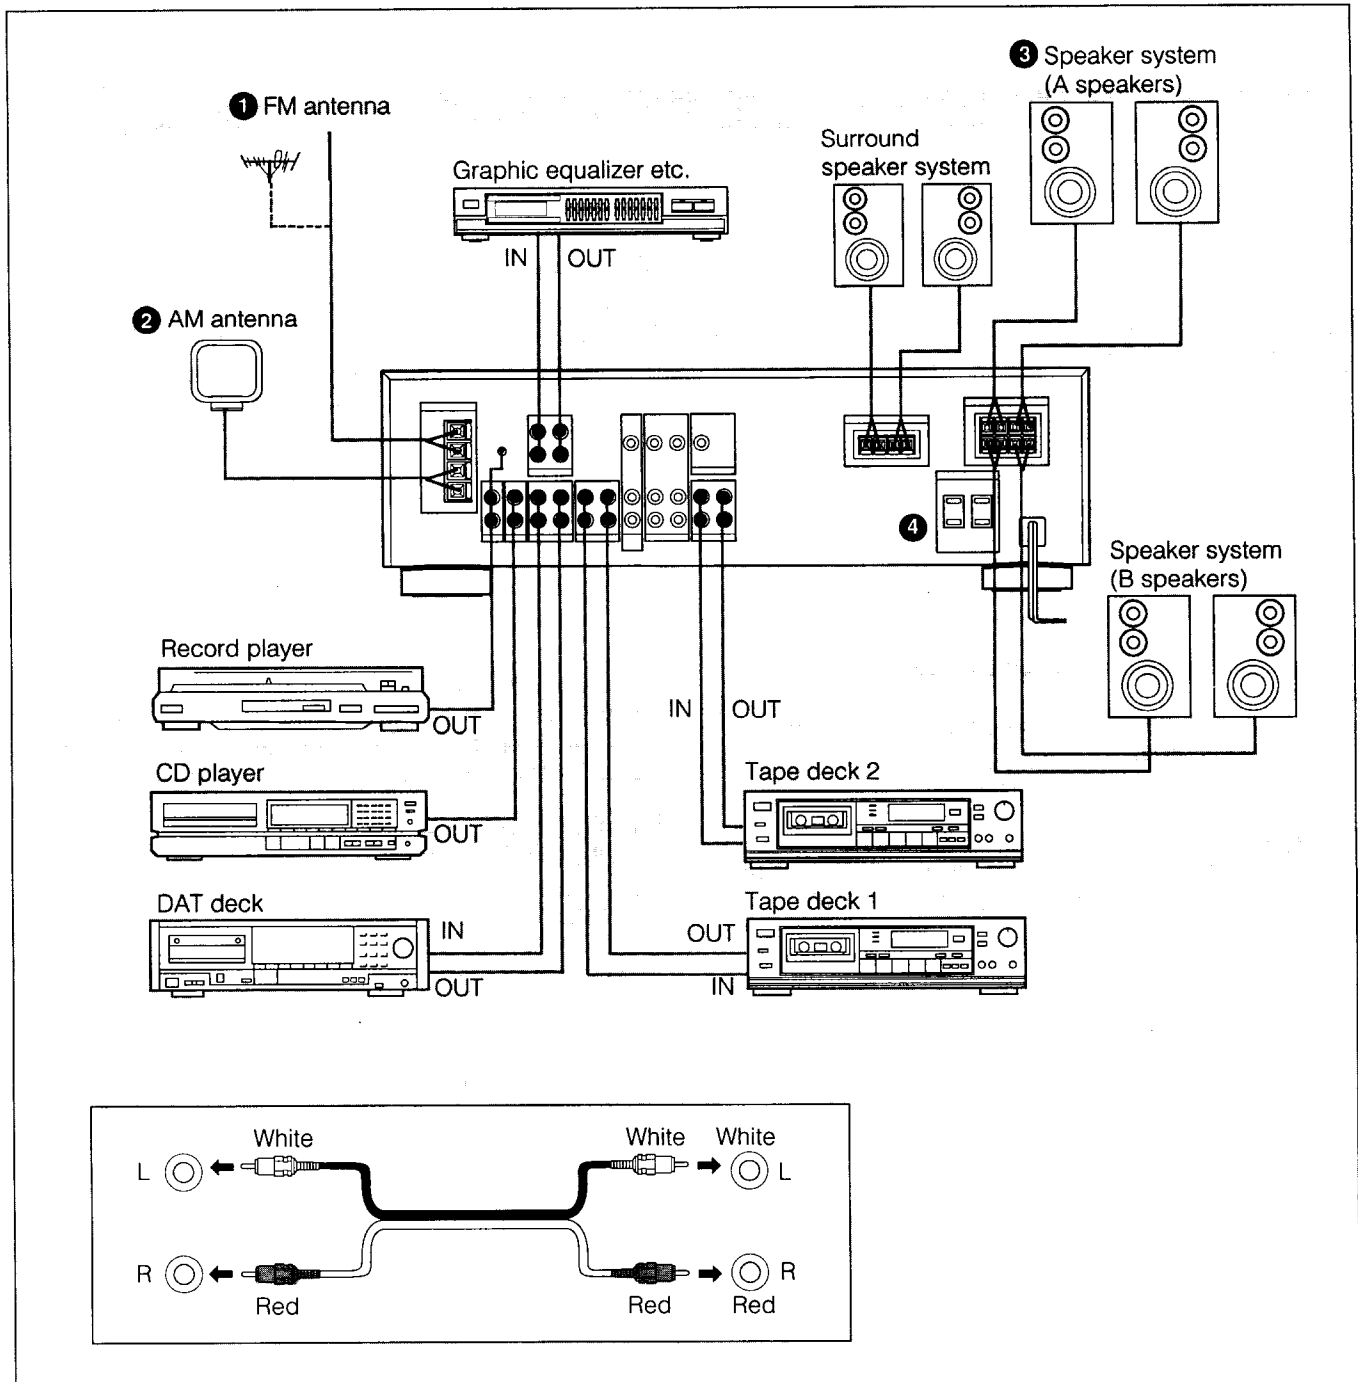 ❸ Speaker system
(A speakers)
❶ FM antenna
Surround
speaker system
Graphic equalizer etc.
IN OUT
❷ AM antenna
❹
Speaker system
(B speakers)
Record player
OUT
IN OUT
CD player
OUT
Tape deck 2
DAT deck
IN
OUT
Tape deck 1
OUT
IN
White White White
L L
R R
Red Red Red